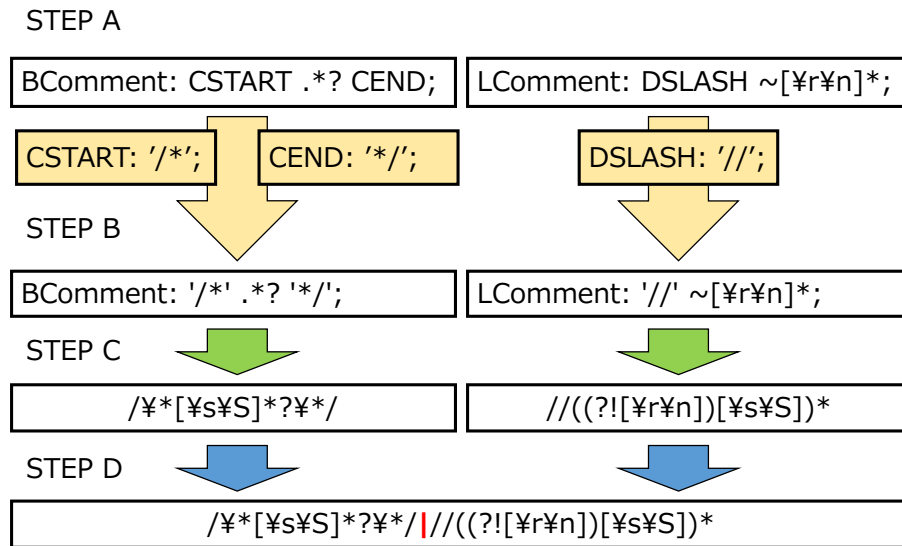 STEP A
BComment: CSTART .*? CEND;
LComment: DSLASH ~[¥r¥n]*;
CSTART: '/*';
CEND: '*/';
DSLASH: '//';
STEP B
BComment: '/*' .*? '*/';
LComment: '//' ~[¥r¥n]*;
STEP C
/¥*[¥s¥S]*?¥*/
//((?![¥r¥n])[¥s¥S])*
STEP D
/¥*[¥s¥S]*?¥*/|//((?![¥r¥n])[¥s¥S])*